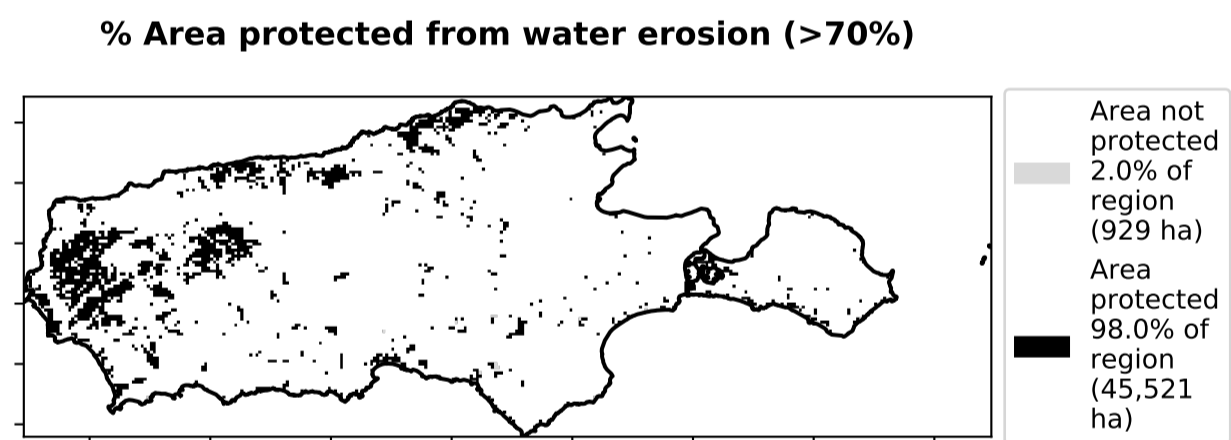 % Area protected from water erosion (>70%)
Area not
protected
2.0% of
region
(929 ha)
Area
protected
98.0% of
region
(45,521
ha)